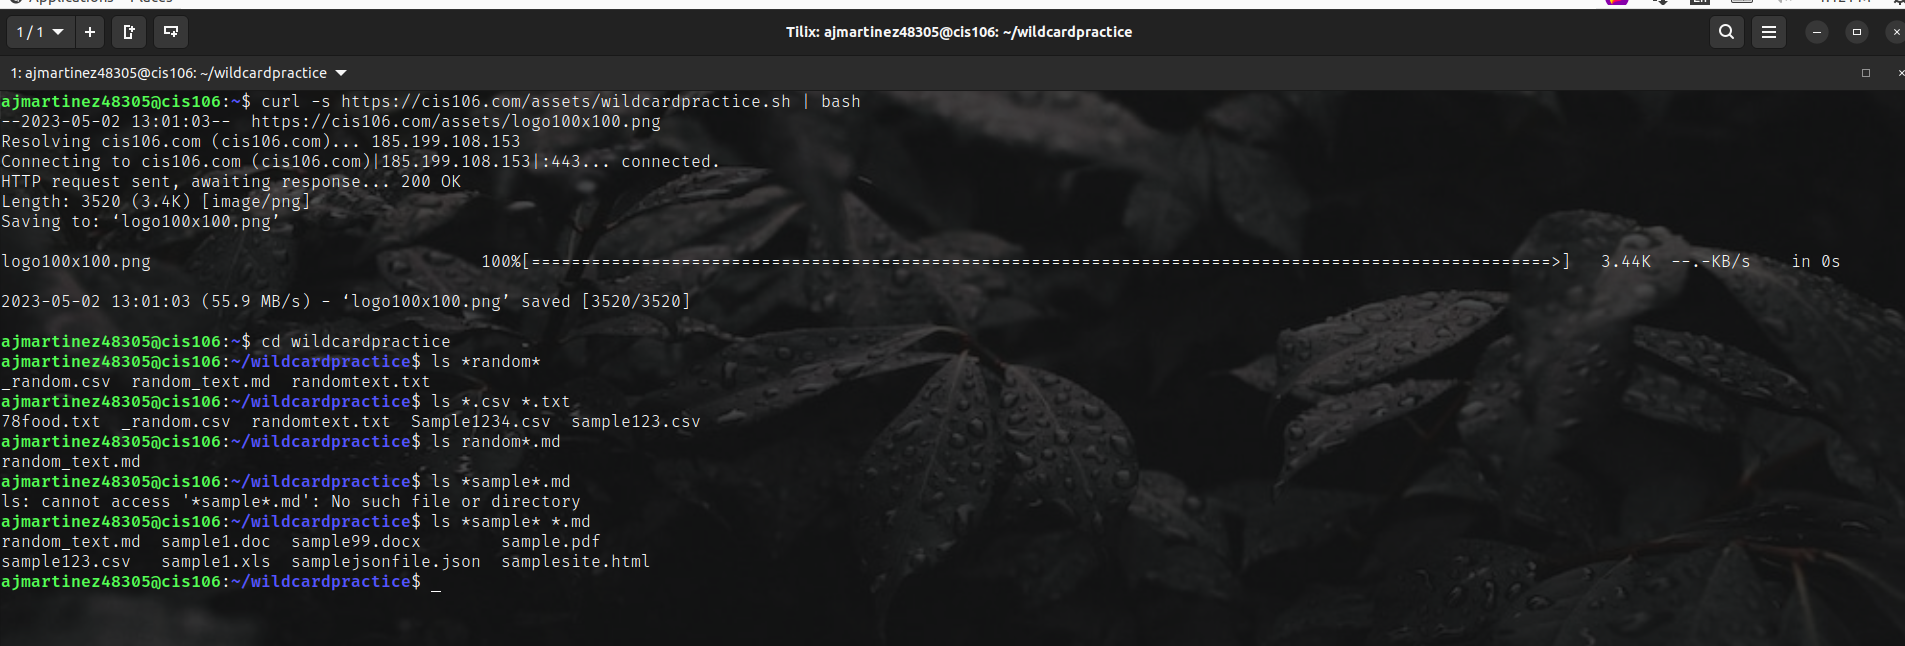 1 / 1
Tilix: ajmartinez48305@cis106: ~/wildcardpractice
1: ajmartinez48305@cis106: ~/wildcardpractice
ajmartinez48305@cis106:~$ curl -s https://cis106.com/assets/wildcardpractice.sh | bash
--2023-05-02 13:01:03--  https://cis106.com/assets/logo100x100.png
Resolving cis106.com (cis106.com)... 185.199.108.153
Connecting to cis106.com (cis106.com)|185.199.108.153|:443... connected.
HTTP request sent, awaiting response... 200 OK
Length: 3520 (3.4K) [image/png]
Saving to: ‘logo100x100.png’
logo100x100.png 100%[======================================================================================================>] 3.44K --.-KB/s in 0s
2023-05-02 13:01:03 (55.9 MB/s) - ‘logo100x100.png’ saved [3520/3520]
ajmartinez48305@cis106:~$ cd wildcardpractice
ajmartinez48305@cis106:~/wildcardpractice$ ls *random*
_random.csv  random_text.md  randomtext.txt
ajmartinez48305@cis106:~/wildcardpractice$ ls *.csv *.txt
78food.txt  _random.csv  randomtext.txt  Sample1234.csv  sample123.csv
ajmartinez48305@cis106:~/wildcardpractice$ ls random*.md
random_text.md
ajmartinez48305@cis106:~/wildcardpractice$ ls *sample*.md
ls: cannot access '*sample*.md': No such file or directory
ajmartinez48305@cis106:~/wildcardpractice$ ls *sample* *.md
random_text.md  sample1.doc  sample99.docx        sample.pdf
sample123.csv   sample1.xls  samplejsonfile.json  samplesite.html
ajmartinez48305@cis106:~/wildcardpractice$ _